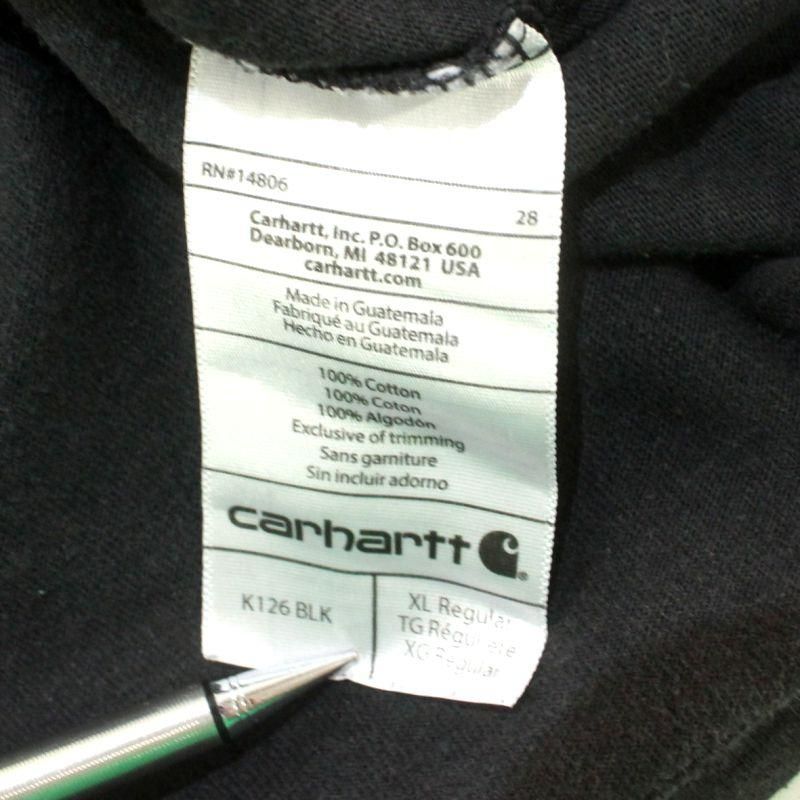 RN#14806
28
Carhartt, Inc. P.O. Box 600
Dearborn, MI 48121 USA
carhartt.com
Made in Guatemala
Fabriqué au Guatemala
Hecho en Guatemala
100% Cotton
100% Coton
100% Algodón
Exclusive of trimming
Sans garniture
Sin incluir adorno
carhartt
K126 BLK
XL Regular
TG Régulière
XG Regular